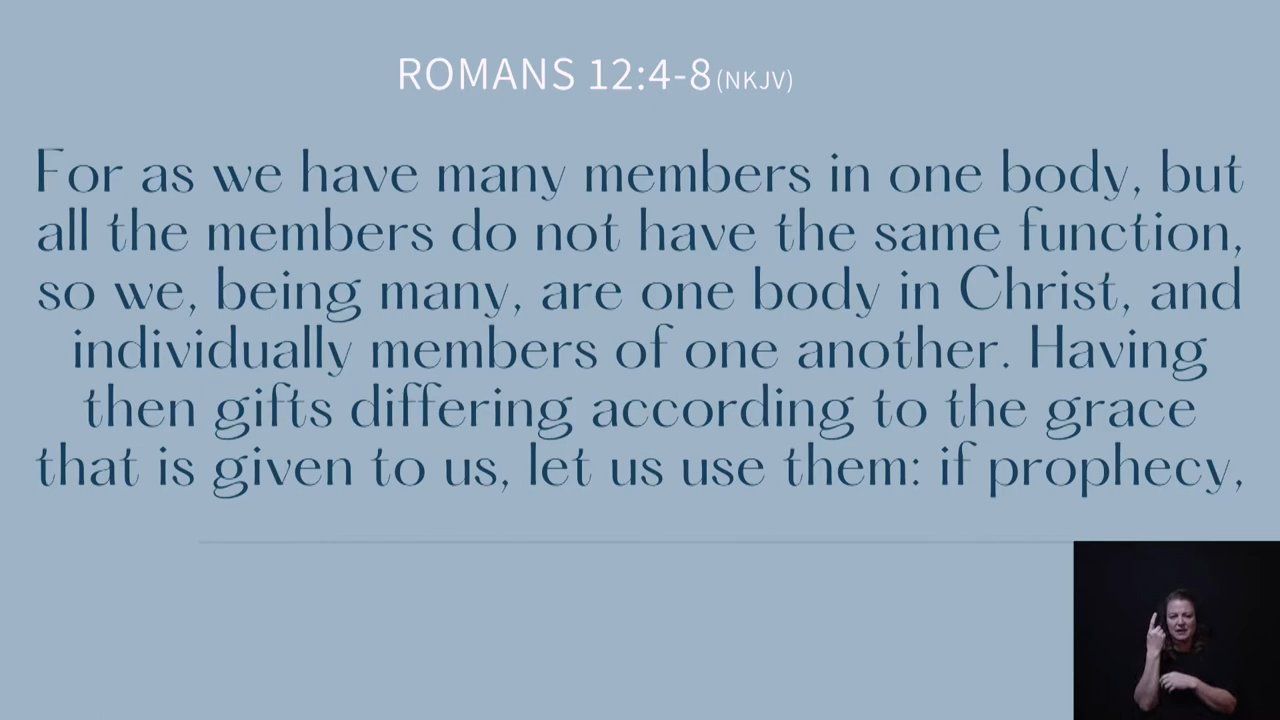 ROMANS 12:4-8(NKJV)
For as we have many members in one body, but
all the members do not have the same function,
so we, being many, are one body in Christ, and
individually members of one another. Having
then gifts differing according to the grace
that is given to us, let us use them: if prophecy,